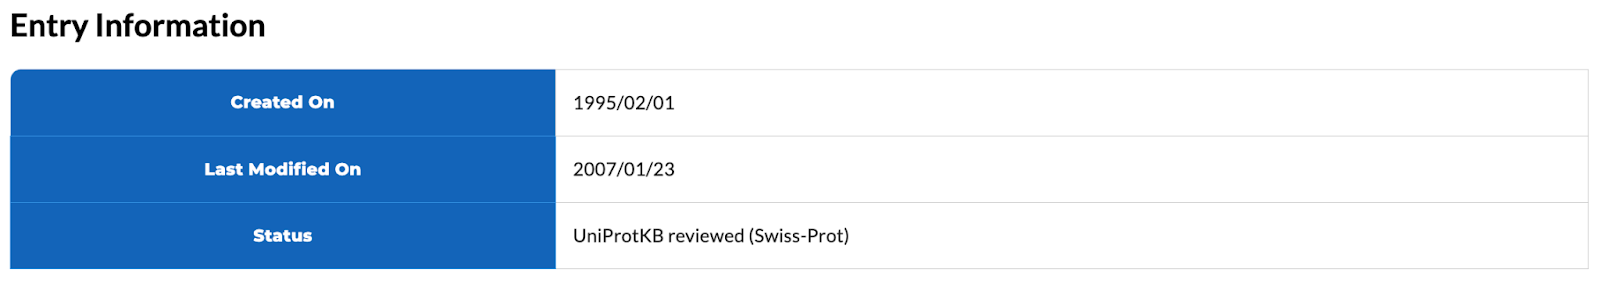 Entry Information
Created On 1995/02/01
Last Modified On 2007/01/23
Status UniProtKB reviewed (Swiss-Prot)